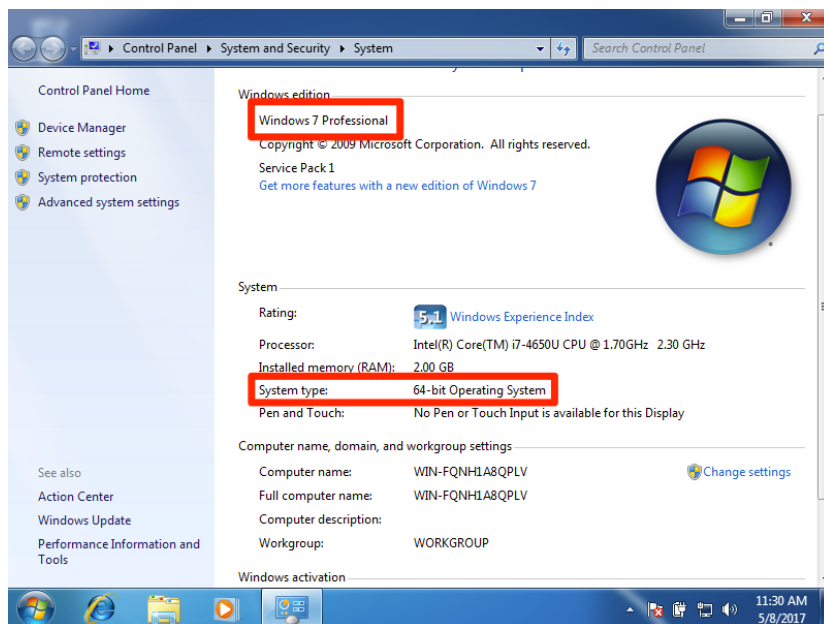 Control Panel ▸ System and Security ▸ System
Search Control Panel
Control Panel Home
Device Manager
Remote settings
System protection
Advanced system settings
See also
Action Center
Windows Update
Performance Information and
Tools
Windows edition
Windows 7 Professional
Copyright © 2009 Microsoft Corporation. All rights reserved.
Service Pack 1
Get more features with a new edition of Windows 7
System
Rating: 5.1 Windows Experience Index
Processor: Intel(R) Core(TM) i7-4650U CPU @ 1.70GHz 2.30 GHz
Installed memory (RAM): 2.00 GB
System type: 64-bit Operating System
Pen and Touch: No Pen or Touch Input is available for this Display
Computer name, domain, and workgroup settings
Computer name: WIN-FQNH1A8QPLV
Change settings
Full computer name: WIN-FQNH1A8QPLV
Computer description:
Workgroup: WORKGROUP
Windows activation
11:30 AM
5/8/2017